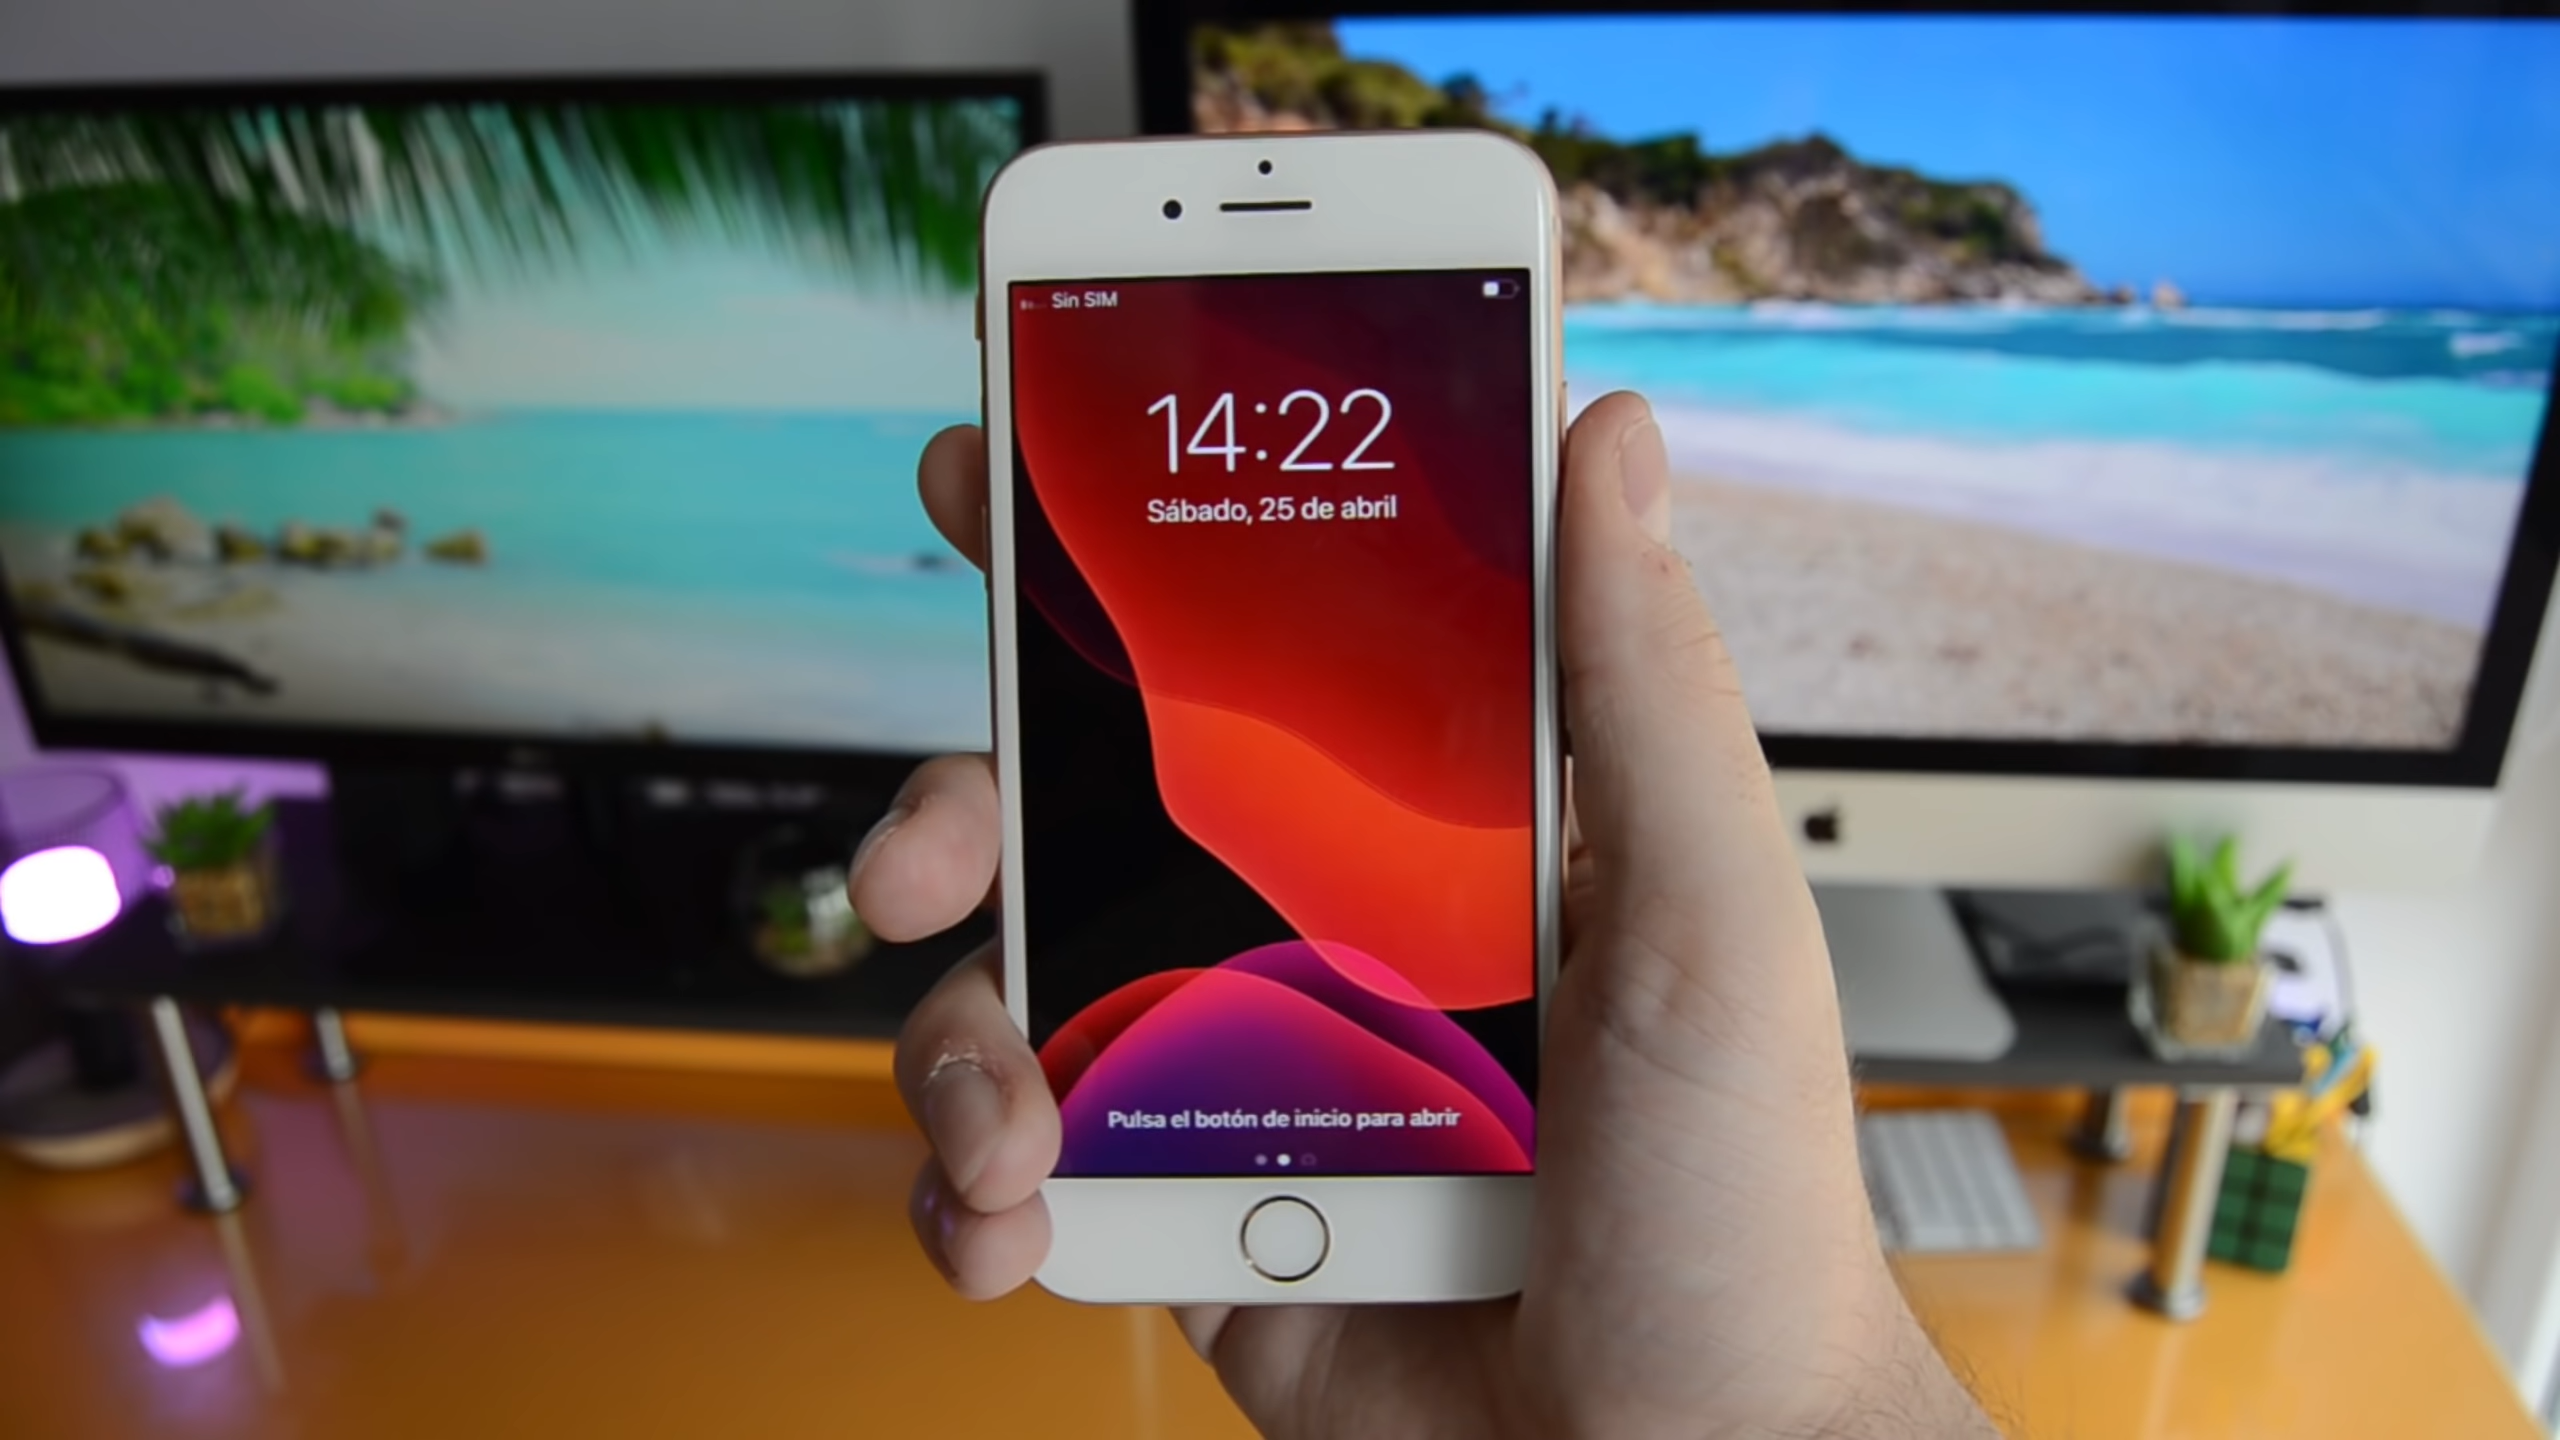 Sin SIM
14:22
Sábado, 25 de abril
Pulsa el botón de inicio para abrir